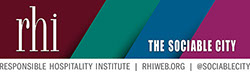 rhi
THE SOCIABLE CITY
RESPONSIBLE HOSPITALITY INSTITUTE | RHIWEB.ORG | @SOCIABLECITY